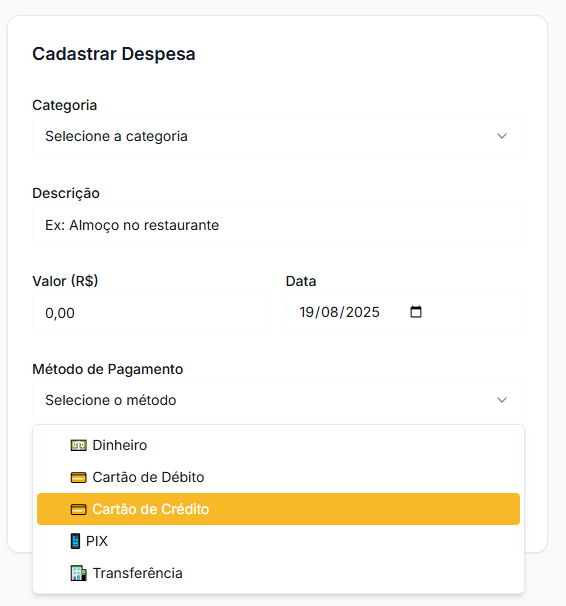 Cadastrar Despesa
Categoria
Selecione a categoria
Descrição
Ex: Almoço no restaurante
Valor (R$)
Data
0,00
19/08/2025
Método de Pagamento
Selecione o método
Dinheiro
Cartão de Débito
Cartão de Crédito
PIX
Transferência